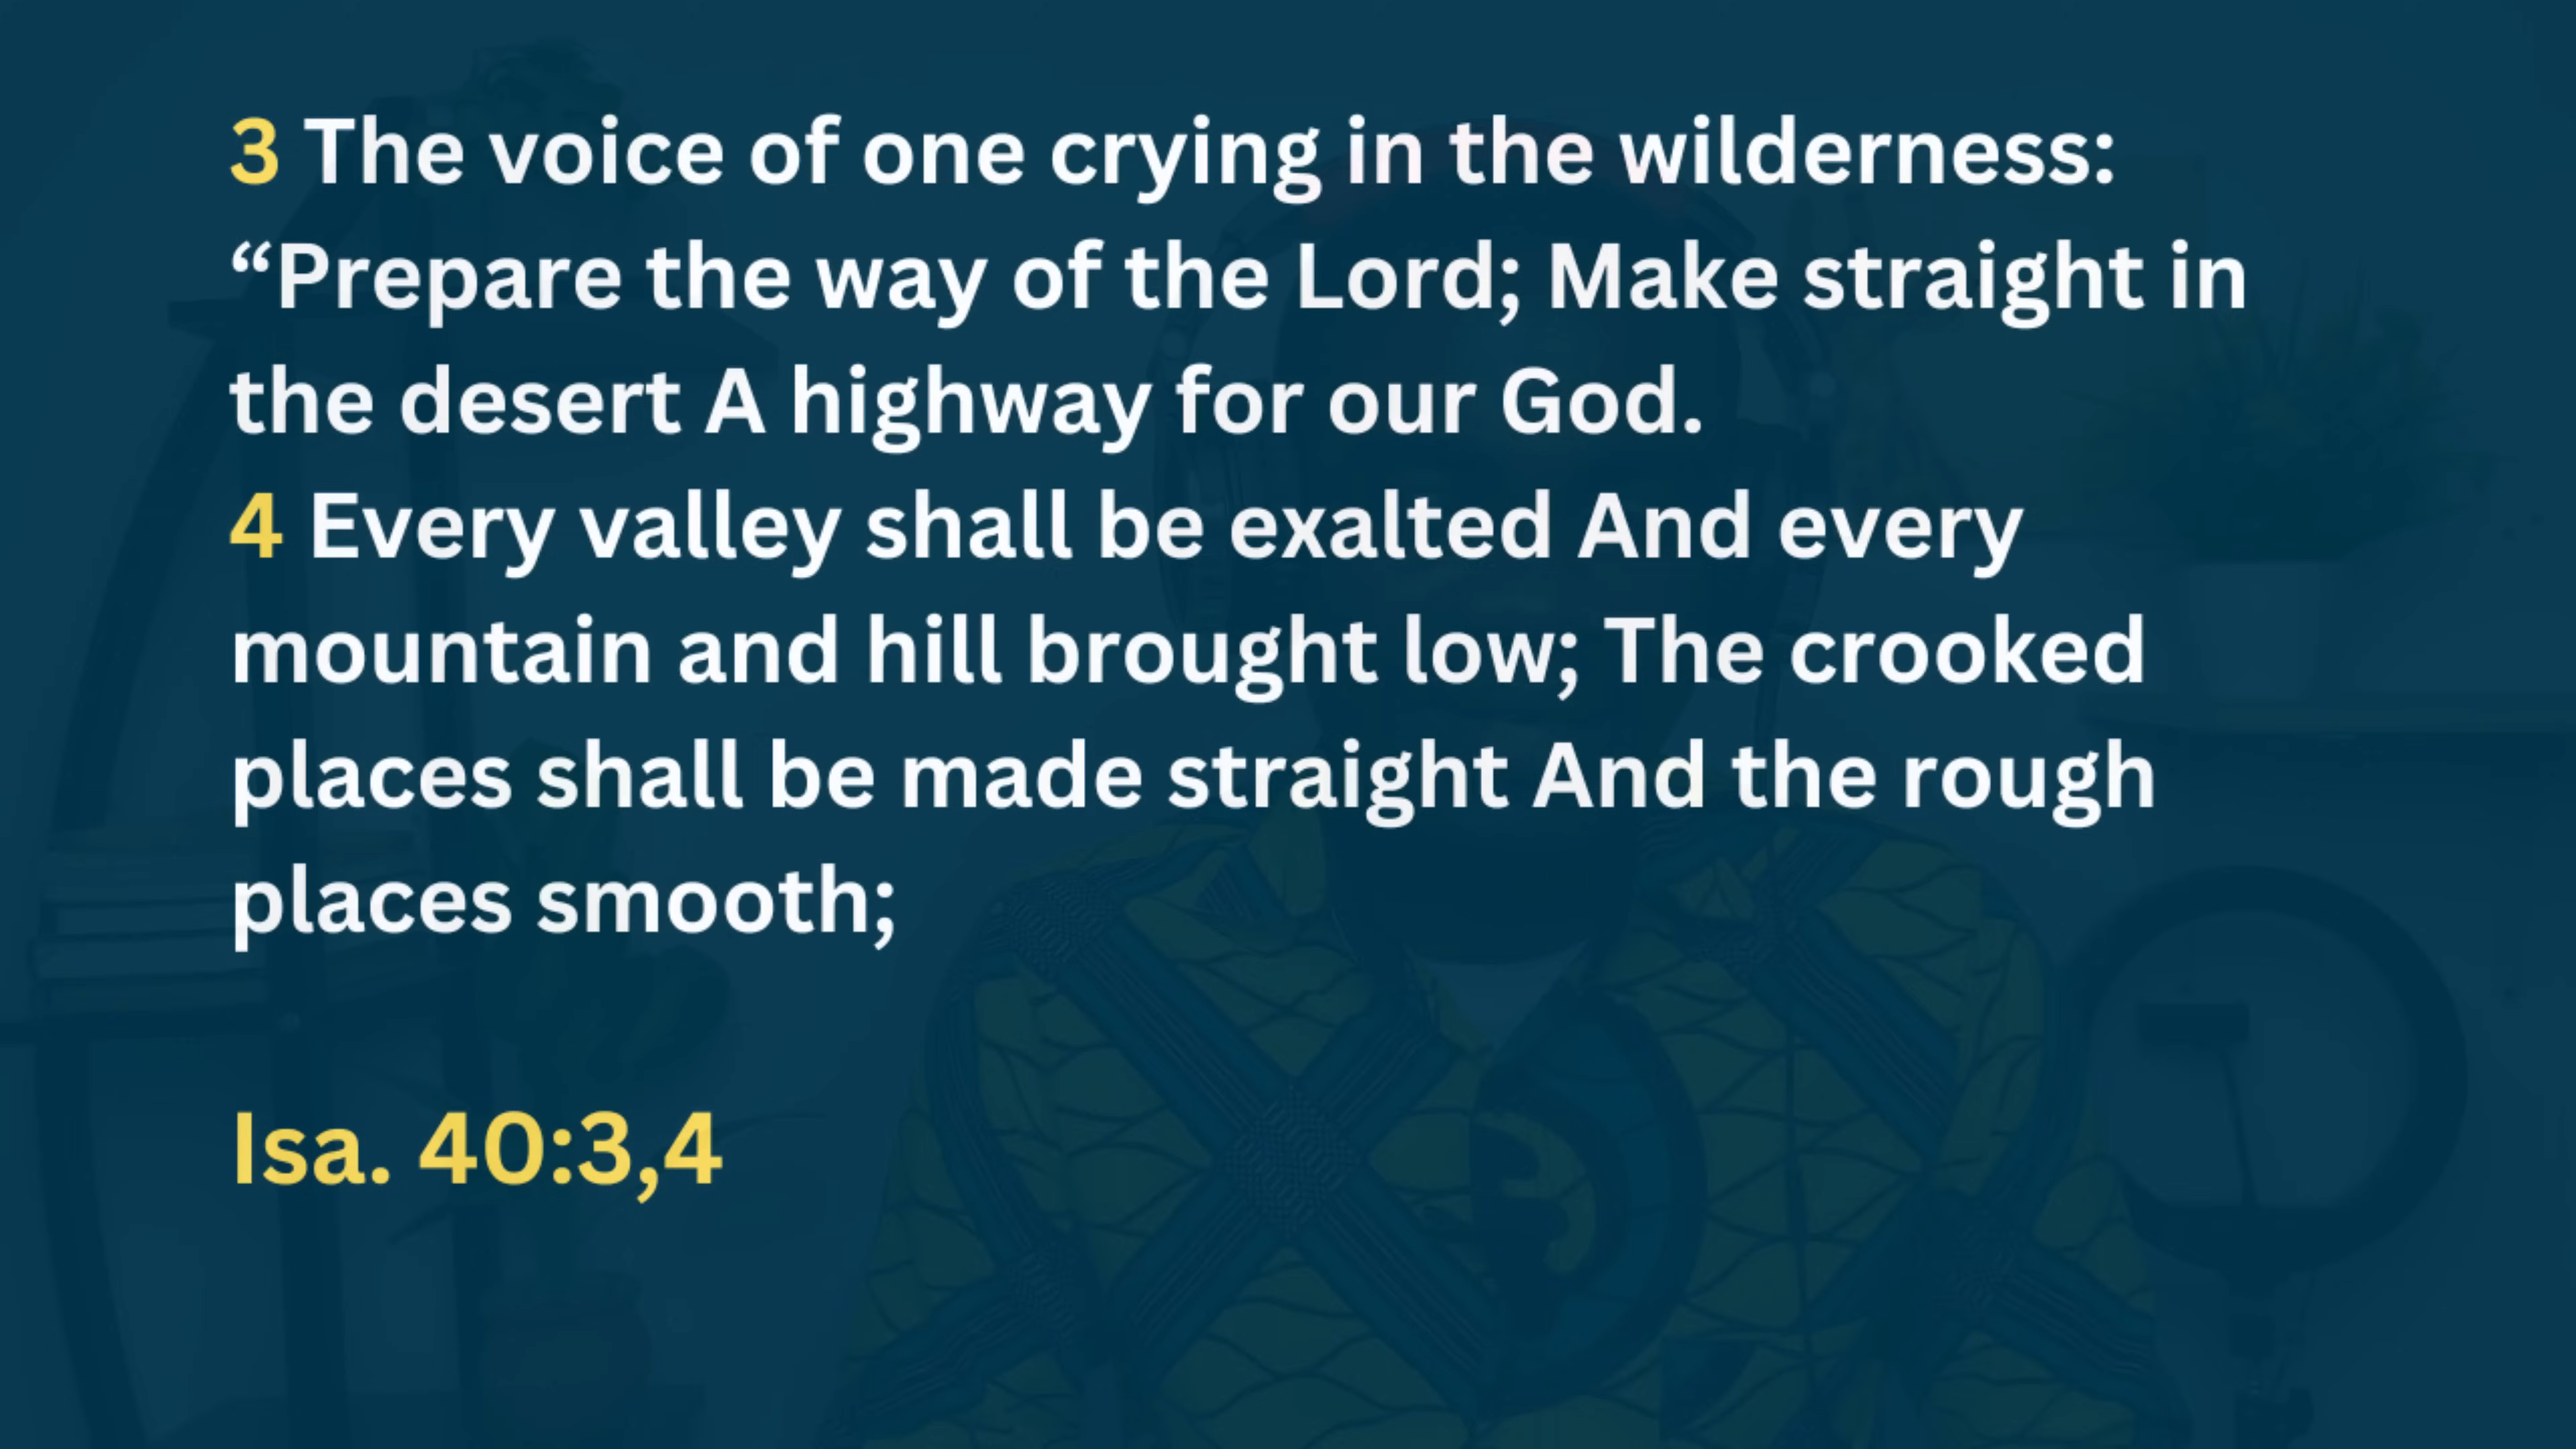 3 The voice of one crying in the wilderness:
“Prepare the way of the Lord; Make straight in
the desert A highway for our God.
4 Every valley shall be exalted And every
mountain and hill brought low; The crooked
places shall be made straight And the rough
places smooth;
Isa. 40:3,4